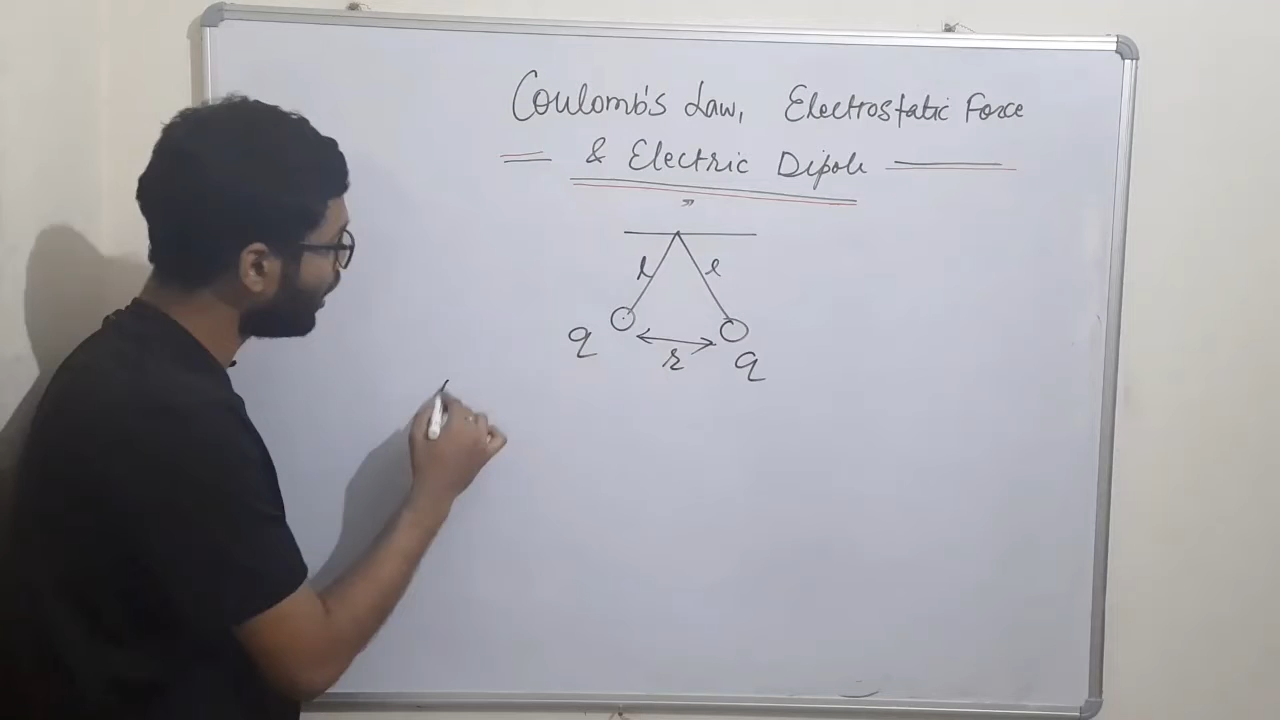 Coulomb's Law, Electrostatic Force
& Electric Dipole
"
l l
q r q